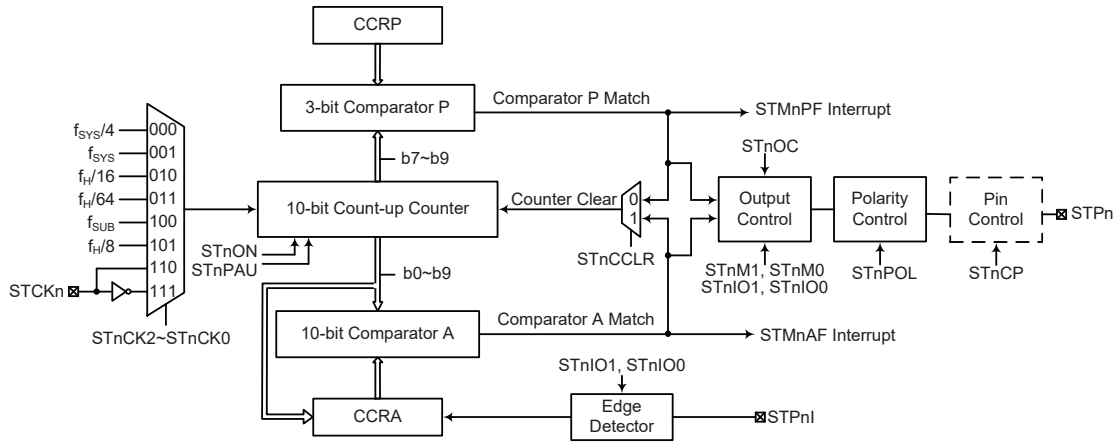 CCRP
3-bit Comparator P
Comparator P Match
STMnPF Interrupt
fSYS/4
000
fSYS
001
fH/16
010
fH/64
011
fSUB
100
fH/8
101
110
111
STCKn
STnCK2~STnCK0
b7~b9
10-bit Count-up Counter
Counter Clear
0
1
STnCCLR
STnON
STnPAU
b0~b9
STnOC
Output
Control
STnM1, STnM0
STnIO1, STnIO0
Polarity
Control
STnPOL
Pin
Control
STnCP
STPn
10-bit Comparator A
Comparator A Match
STMnAF Interrupt
STnIO1, STnIO0
CCRA
Edge
Detector
STPnI